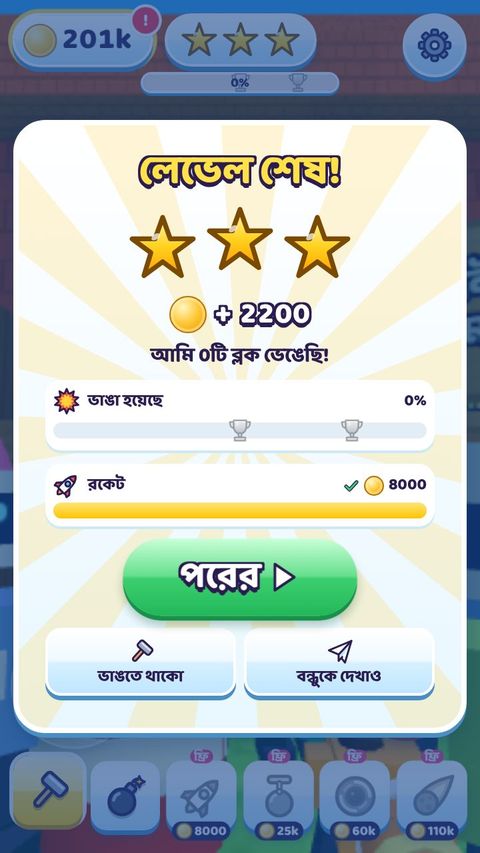 201k !
0%
লেভেল শেষ!
+ 2200
আমি 0টি ব্লক ভেঙেছি!
ভাঙা হয়েছে 0%
রকেট 8000
পরের
ভাঙতে থাকো বন্ধুকে দেখাও
ফ্রি ফ্রি ফ্রি ফ্রি
8000 25k 60k 110k